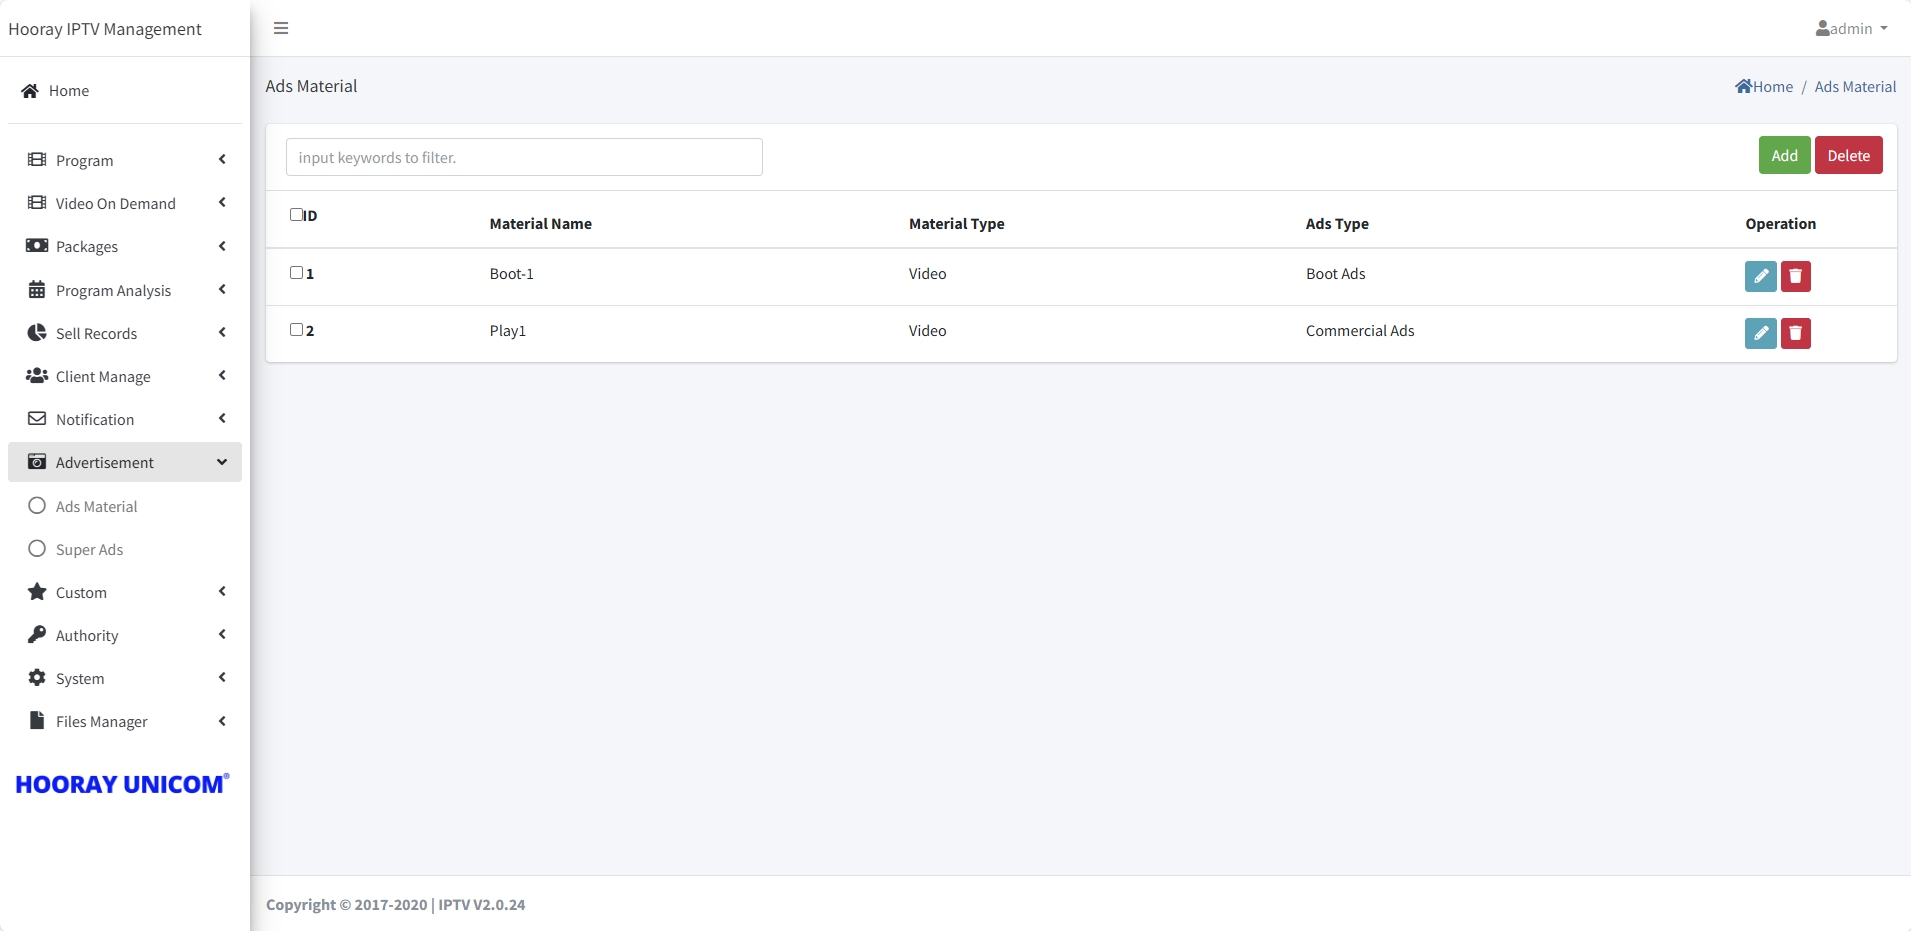 Hooray IPTV Management
admin
Home
Ads Material
Home / Ads Material
Program
Video On Demand
Packages
Program Analysis
Sell Records
Client Manage
Notification
Advertisement
Ads Material
Super Ads
Custom
Authority
System
Files Manager
HOORAY UNICOM®
input keywords to filter.
Add Delete
ID Material Name Material Type Ads Type Operation
1 Boot-1 Video Boot Ads
2 Play1 Video Commercial Ads
Copyright © 2017-2020 | IPTV V2.0.24